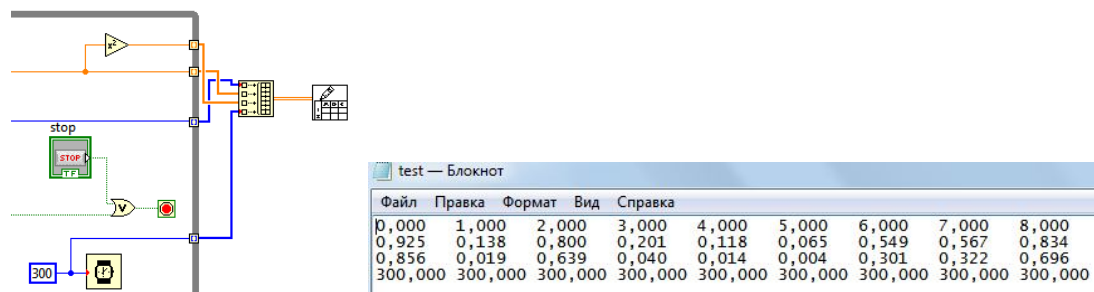 x²
stop
STOP
TF
V
300
test — Блокнот
Файл Правка Формат Вид Справка
0,000 1,000 2,000 3,000 4,000 5,000 6,000 7,000 8,000
0,925 0,138 0,800 0,201 0,118 0,065 0,549 0,567 0,834
0,856 0,019 0,639 0,040 0,014 0,004 0,301 0,322 0,696
300,000 300,000 300,000 300,000 300,000 300,000 300,000 300,000 300,000